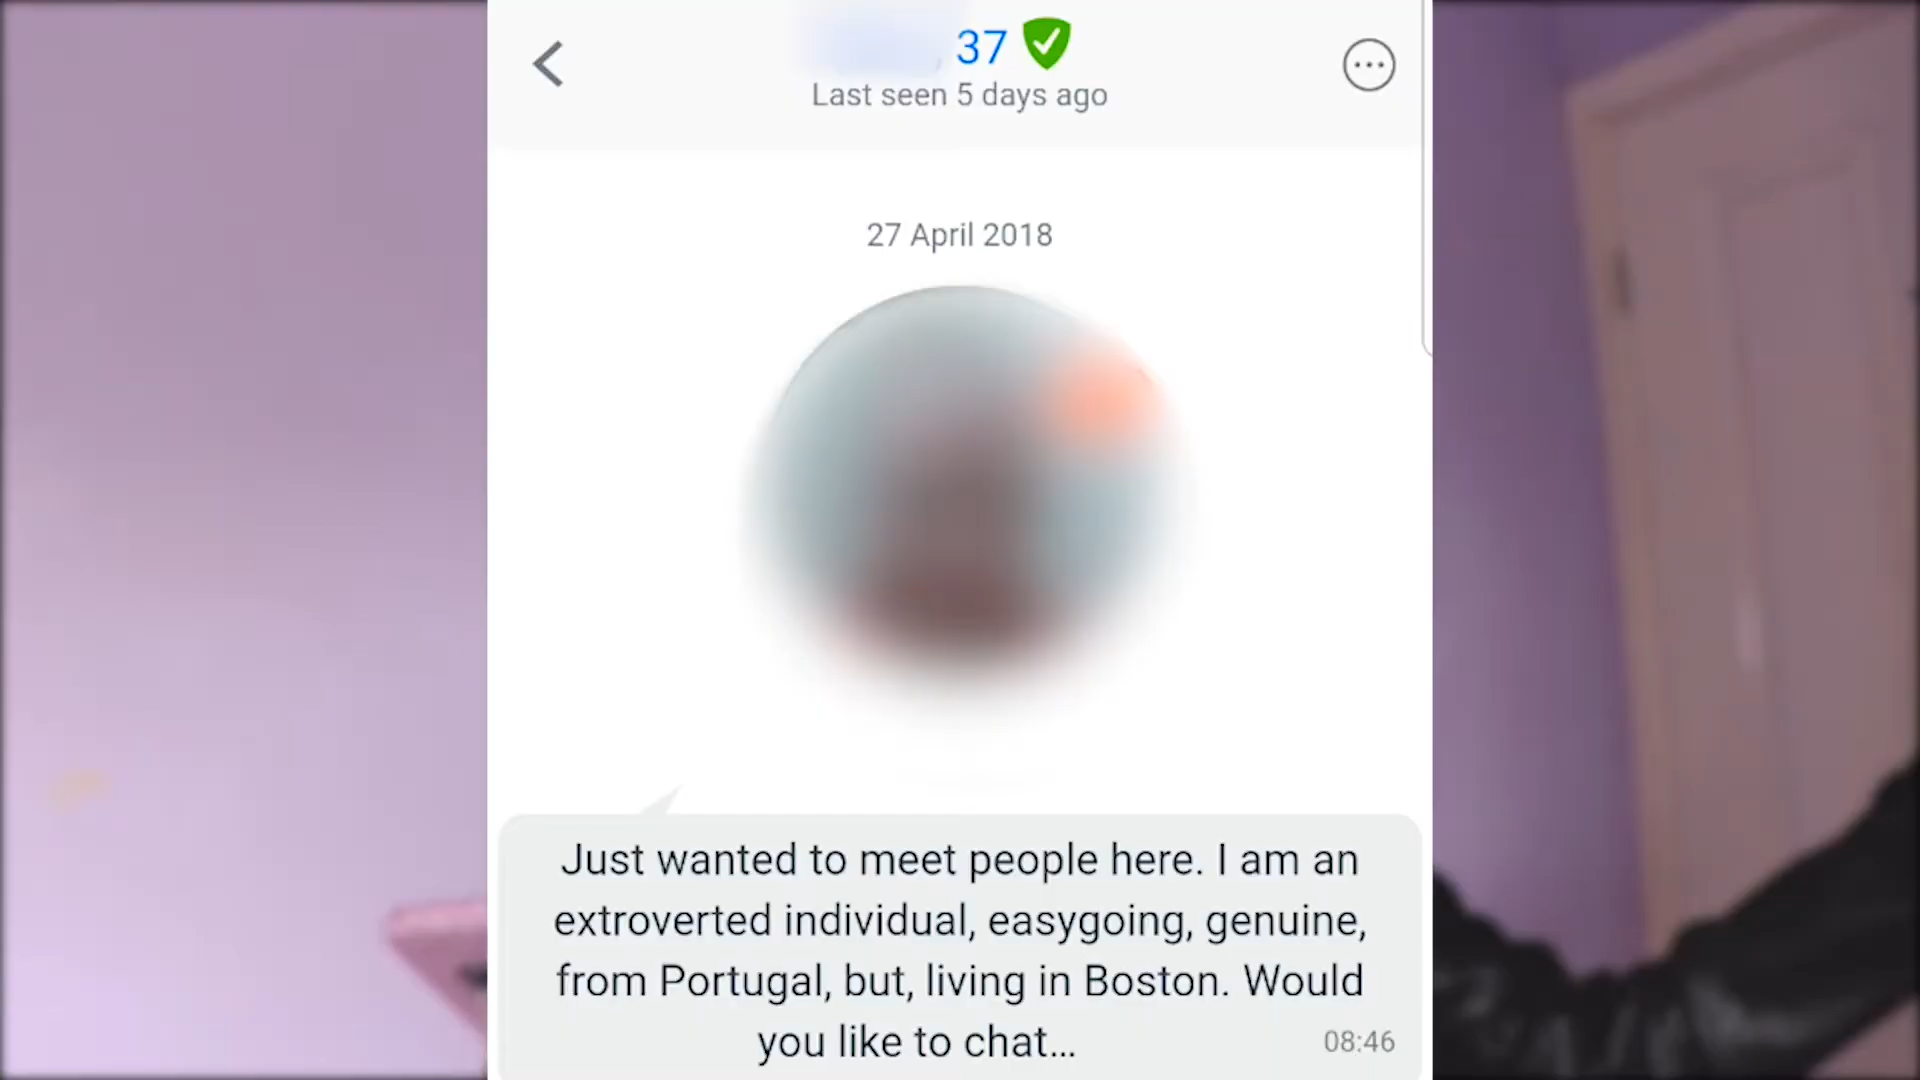 37
Last seen 5 days ago
27 April 2018
Just wanted to meet people here. I am an
extroverted individual, easygoing, genuine,
from Portugal, but, living in Boston. Would
you like to chat...
08:46